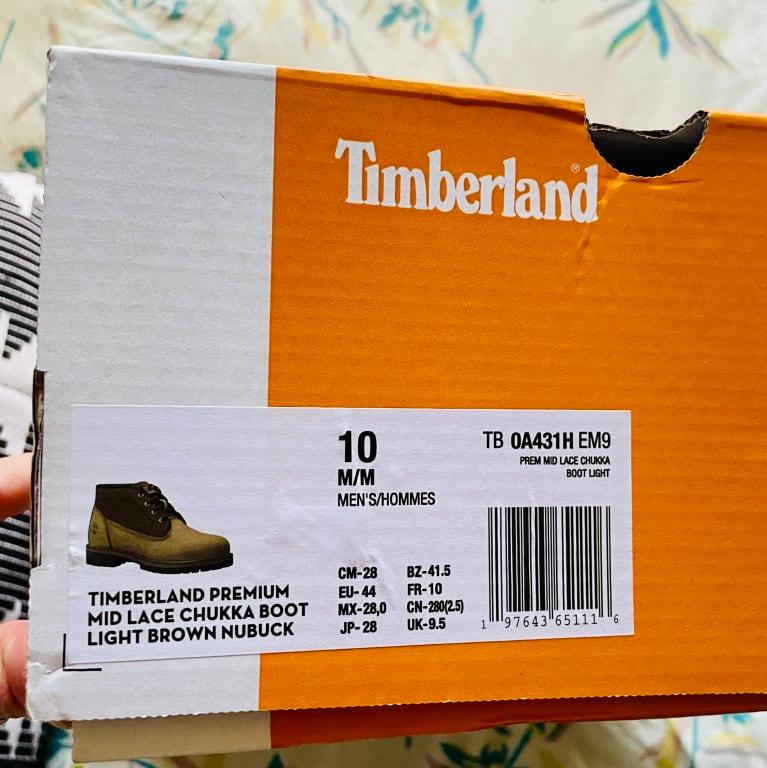 Timberland®
10
M/M
MEN'S/HOMMES
TB 0A431H EM9
PREM MID LACE CHUKKA
BOOT LIGHT
TIMBERLAND PREMIUM
MID LACE CHUKKA BOOT
LIGHT BROWN NUBUCK
CM-28 BZ-41.5
EU-44 FR-10
MX-28,0 CN-280(2.5)
JP-28 UK-9.5
1 97643 65111 6